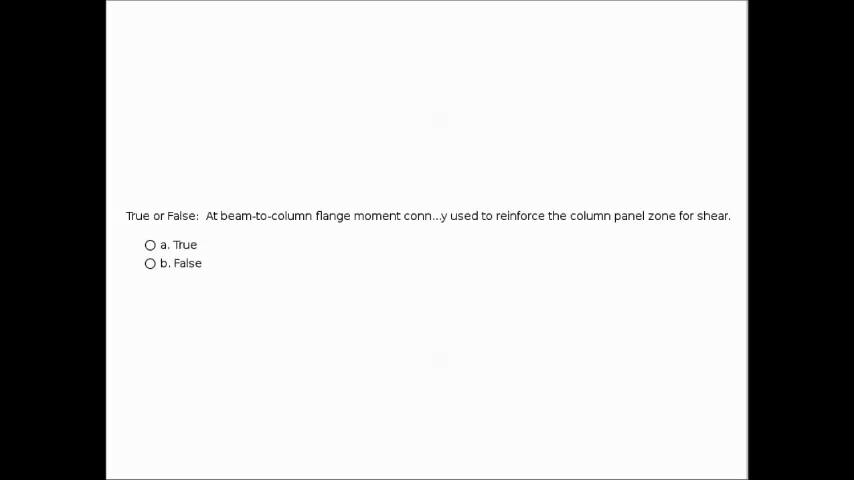 True or False:  At beam-to-column flange moment conn...y used to reinforce the column panel zone for shear.
a. True
b. False